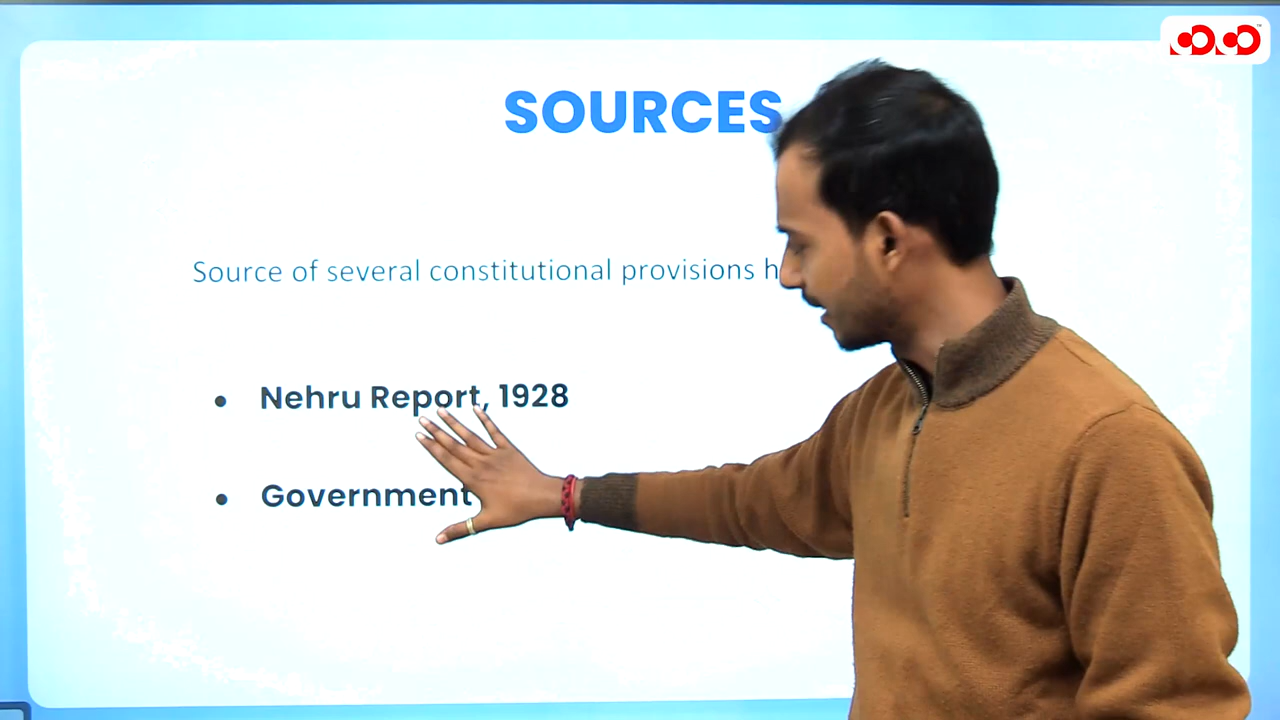 SOURCES
Source of several constitutional provisions h
Nehru Report, 1928
Government